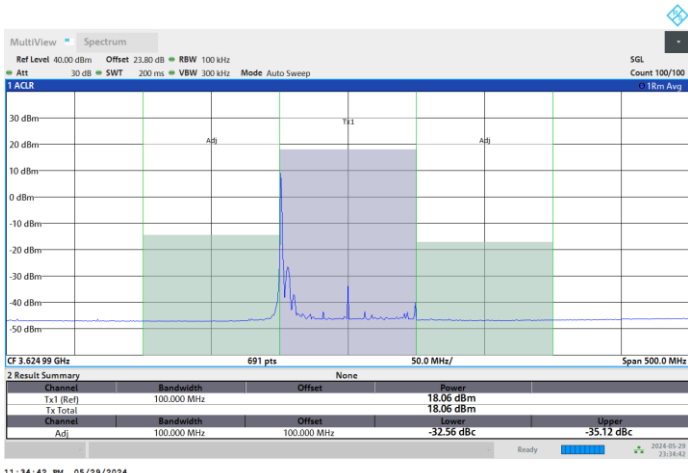 MultiView Spectrum
Ref Level 40.00 dBm Offset 23.80 dB RBW 100 kHz SGL
Att 30 dB SWT 200 ms VBW 300 kHz Mode Auto Sweep Count 100/100
1 ACLR 1Rm Avg
30 dBm
Tx1
20 dBm
Adj Adj
10 dBm
0 dBm
-10 dBm
-20 dBm
-30 dBm
-40 dBm
-50 dBm
CF 3.624 99 GHz 691 pts 50.0 MHz/ Span 500.0 MHz
2 Result Summary None
Channel Bandwidth Offset Power
Tx1 (Ref) 100.000 MHz 18.06 dBm
Tx Total 18.06 dBm
Channel Bandwidth Offset Lower Upper
Adj 100.000 MHz 100.000 MHz -32.56 dBc -35.12 dBc
Ready 2024-05-29
23:34:42
11:34:42 PM 05/29/2024